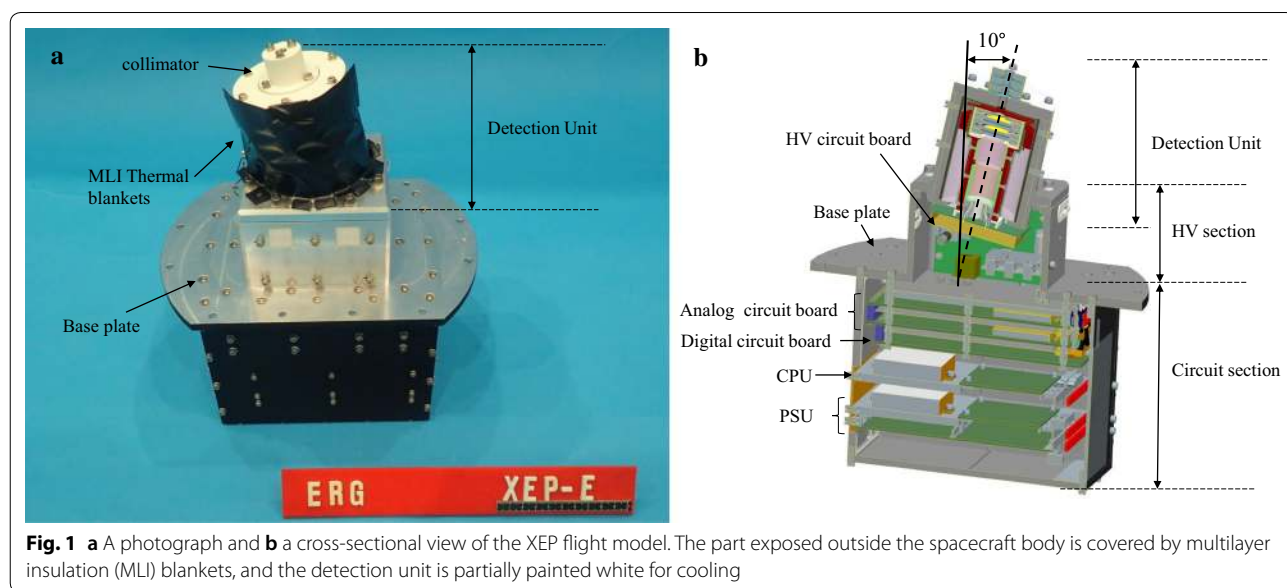 a
collimator
Detection Unit
MLI Thermal
blankets
Base plate
ERG XEP-E
b
10°
HV circuit board
Detection Unit
Base plate
HV section
Analog circuit board
Digital circuit board
CPU
Circuit section
PSU
Fig. 1 a A photograph and b a cross-sectional view of the XEP flight model. The part exposed outside the spacecraft body is covered by multilayer
insulation (MLI) blankets, and the detection unit is partially painted white for cooling